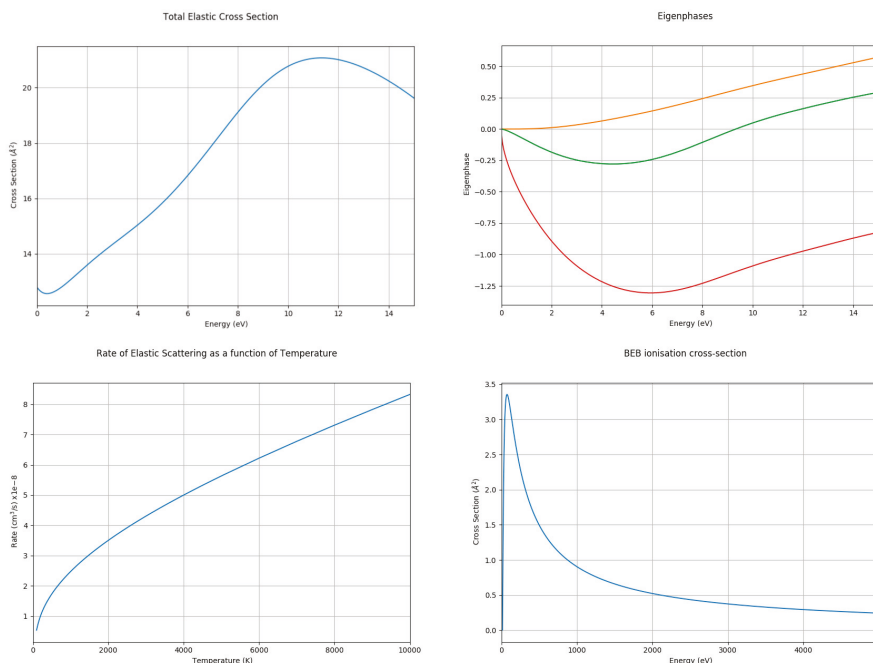 Total Elastic Cross Section
20
18
16
14
Cross Section (Å²)
0 2 4 6 8 10 12 14
Energy (eV)
Eigenphases
0.50
0.25
0.00
−0.25
−0.50
−0.75
−1.00
−1.25
Eigenphase
0 2 4 6 8 10 12 14
Energy (eV)
Rate of Elastic Scattering as a function of Temperature
8
7
6
5
4
3
2
1
Rate (cm³/s) x1e−8
0 2000 4000 6000 8000 10000
Temperature (K)
BEB ionisation cross-section
3.5
3.0
2.5
2.0
1.5
1.0
0.5
0.0
Cross Section (Å²)
0 1000 2000 3000 4000
Energy (eV)